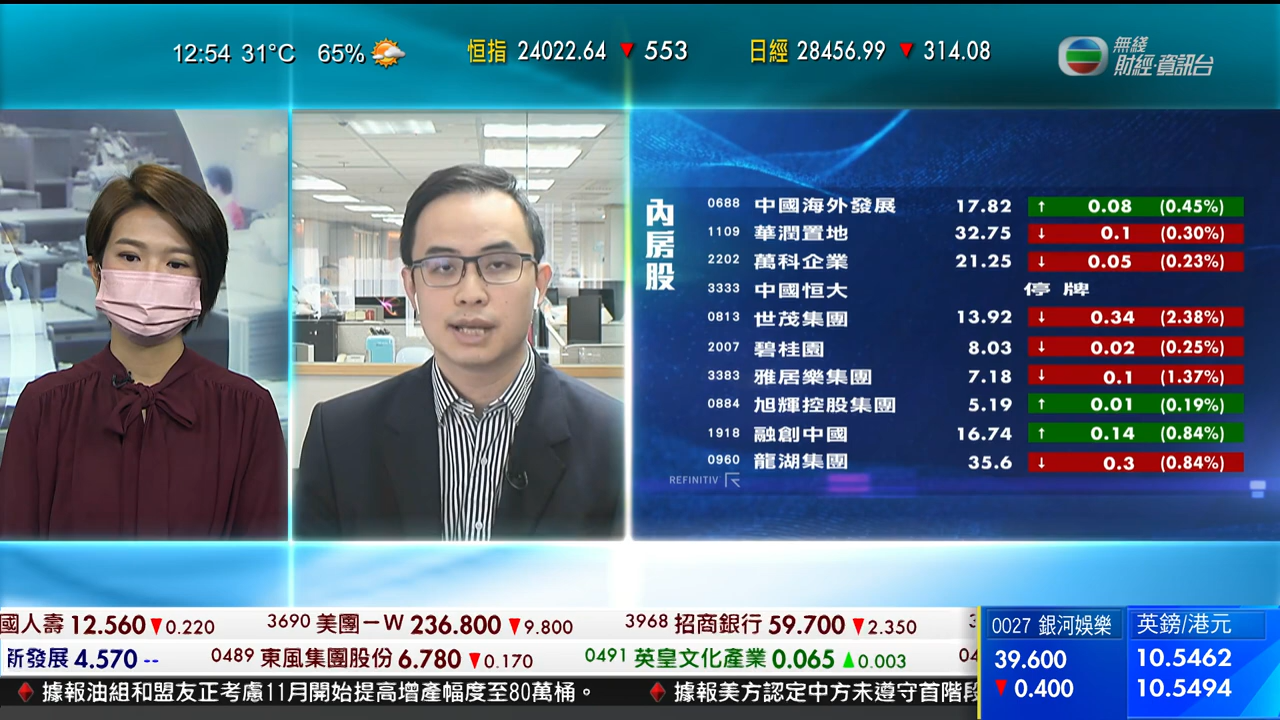 12:54 31°C 65% 恒指 24022.64 ▼ 553 日經 28456.99 ▼ 314.08
無綫
財經·資訊台
內房股
0688 中國海外發展 17.82 ↑ 0.08 (0.45%)
1109 華潤置地 32.75 ↓ 0.1 (0.30%)
2202 萬科企業 21.25 ↓ 0.05 (0.23%)
3333 中國恒大 停牌
0813 世茂集團 13.92 ↓ 0.34 (2.38%)
2007 碧桂園 8.03 ↓ 0.02 (0.25%)
3383 雅居樂集團 7.18 ↓ 0.1 (1.37%)
0884 旭輝控股集團 5.19 ↑ 0.01 (0.19%)
1918 融創中國 16.74 ↑ 0.14 (0.84%)
0960 龍湖集團 35.6 ↓ 0.3 (0.84%)
REFINITIV
國人壽 12.560 ▼ 0.220 3690 美團－W 236.800 ▼ 9.800 3968 招商銀行 59.700 ▼ 2.350
新發展 4.570 -- 0489 東風集團股份 6.780 ▼ 0.170 0491 英皇文化產業 0.065 ▲ 0.003 04
據報油組和盟友正考慮11月開始提高增產幅度至80萬桶。 據報美方認定中方未遵守首階段
0027 銀河娛樂
39.600
▼ 0.400
英鎊/港元
10.5462
10.5494